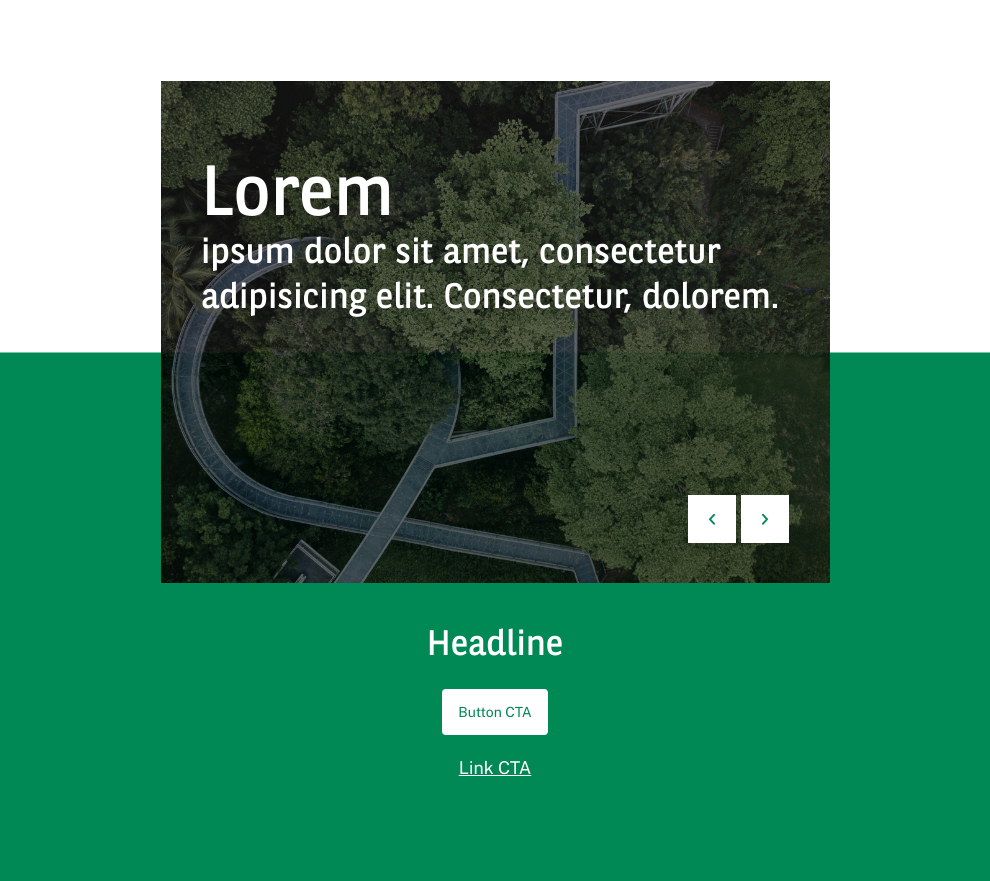 Lorem
ipsum dolor sit amet, consectetur
adipisicing elit. Consectetur, dolorem.
Headline
Button CTA
Link CTA